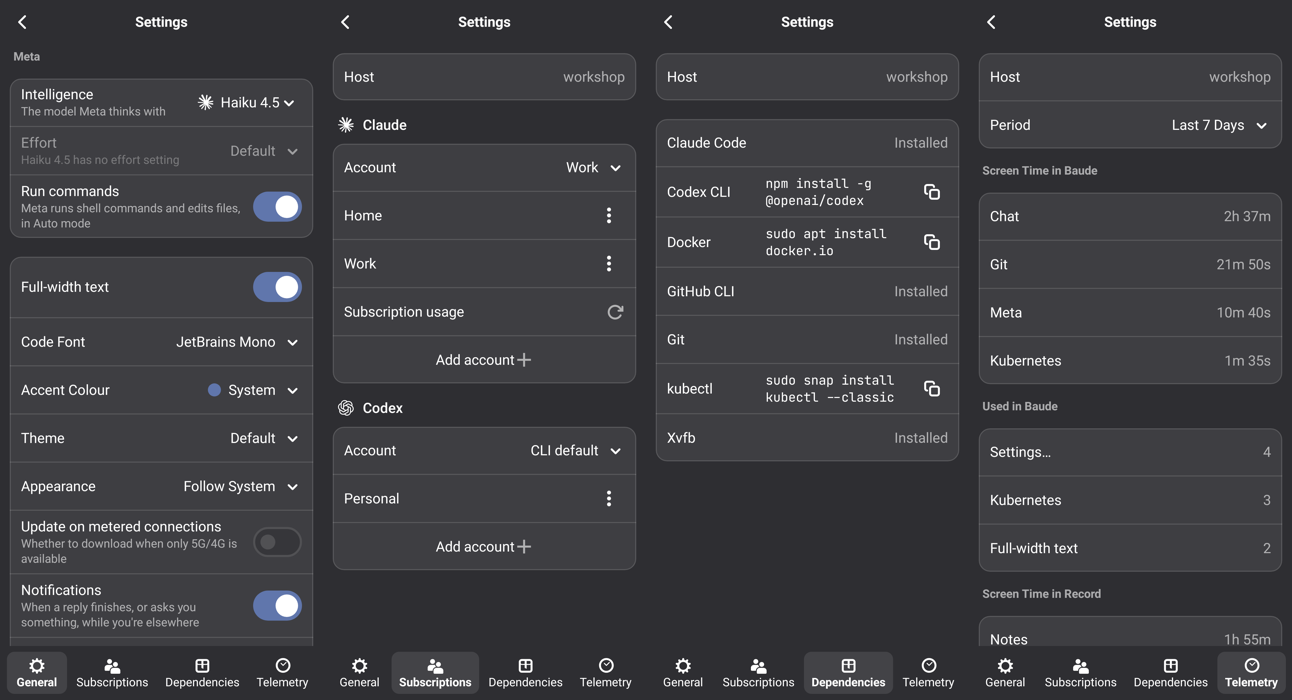 Settings
Meta
Intelligence
The model Meta thinks with
Haiku 4.5
Effort
Haiku 4.5 has no effort setting
Default
Run commands
Meta runs shell commands and edits files,
in Auto mode
Full-width text
Code Font
JetBrains Mono
Accent Colour
System
Theme
Default
Appearance
Follow System
Update on metered connections
Whether to download when only 5G/4G is
available
Notifications
When a reply finishes, or asks you
something, while you're elsewhere
General
Subscriptions
Dependencies
Telemetry
Settings
Host
workshop
Claude
Account
Work
Home
Work
Subscription usage
Add account
Codex
Account
CLI default
Personal
Add account
General
Subscriptions
Dependencies
Telemetry
Settings
Host
workshop
Claude Code
Installed
Codex CLI
npm install -g
@openai/codex
Docker
sudo apt install
docker.io
GitHub CLI
Installed
Git
Installed
kubectl
sudo snap install
kubectl --classic
Xvfb
Installed
General
Subscriptions
Dependencies
Telemetry
Settings
Host
workshop
Period
Last 7 Days
Screen Time in Baude
Chat
2h 37m
Git
21m 50s
Meta
10m 40s
Kubernetes
1m 35s
Used in Baude
Settings...
4
Kubernetes
3
Full-width text
2
Screen Time in Record
Notes
1h 55m
General
Subscriptions
Dependencies
Telemetry